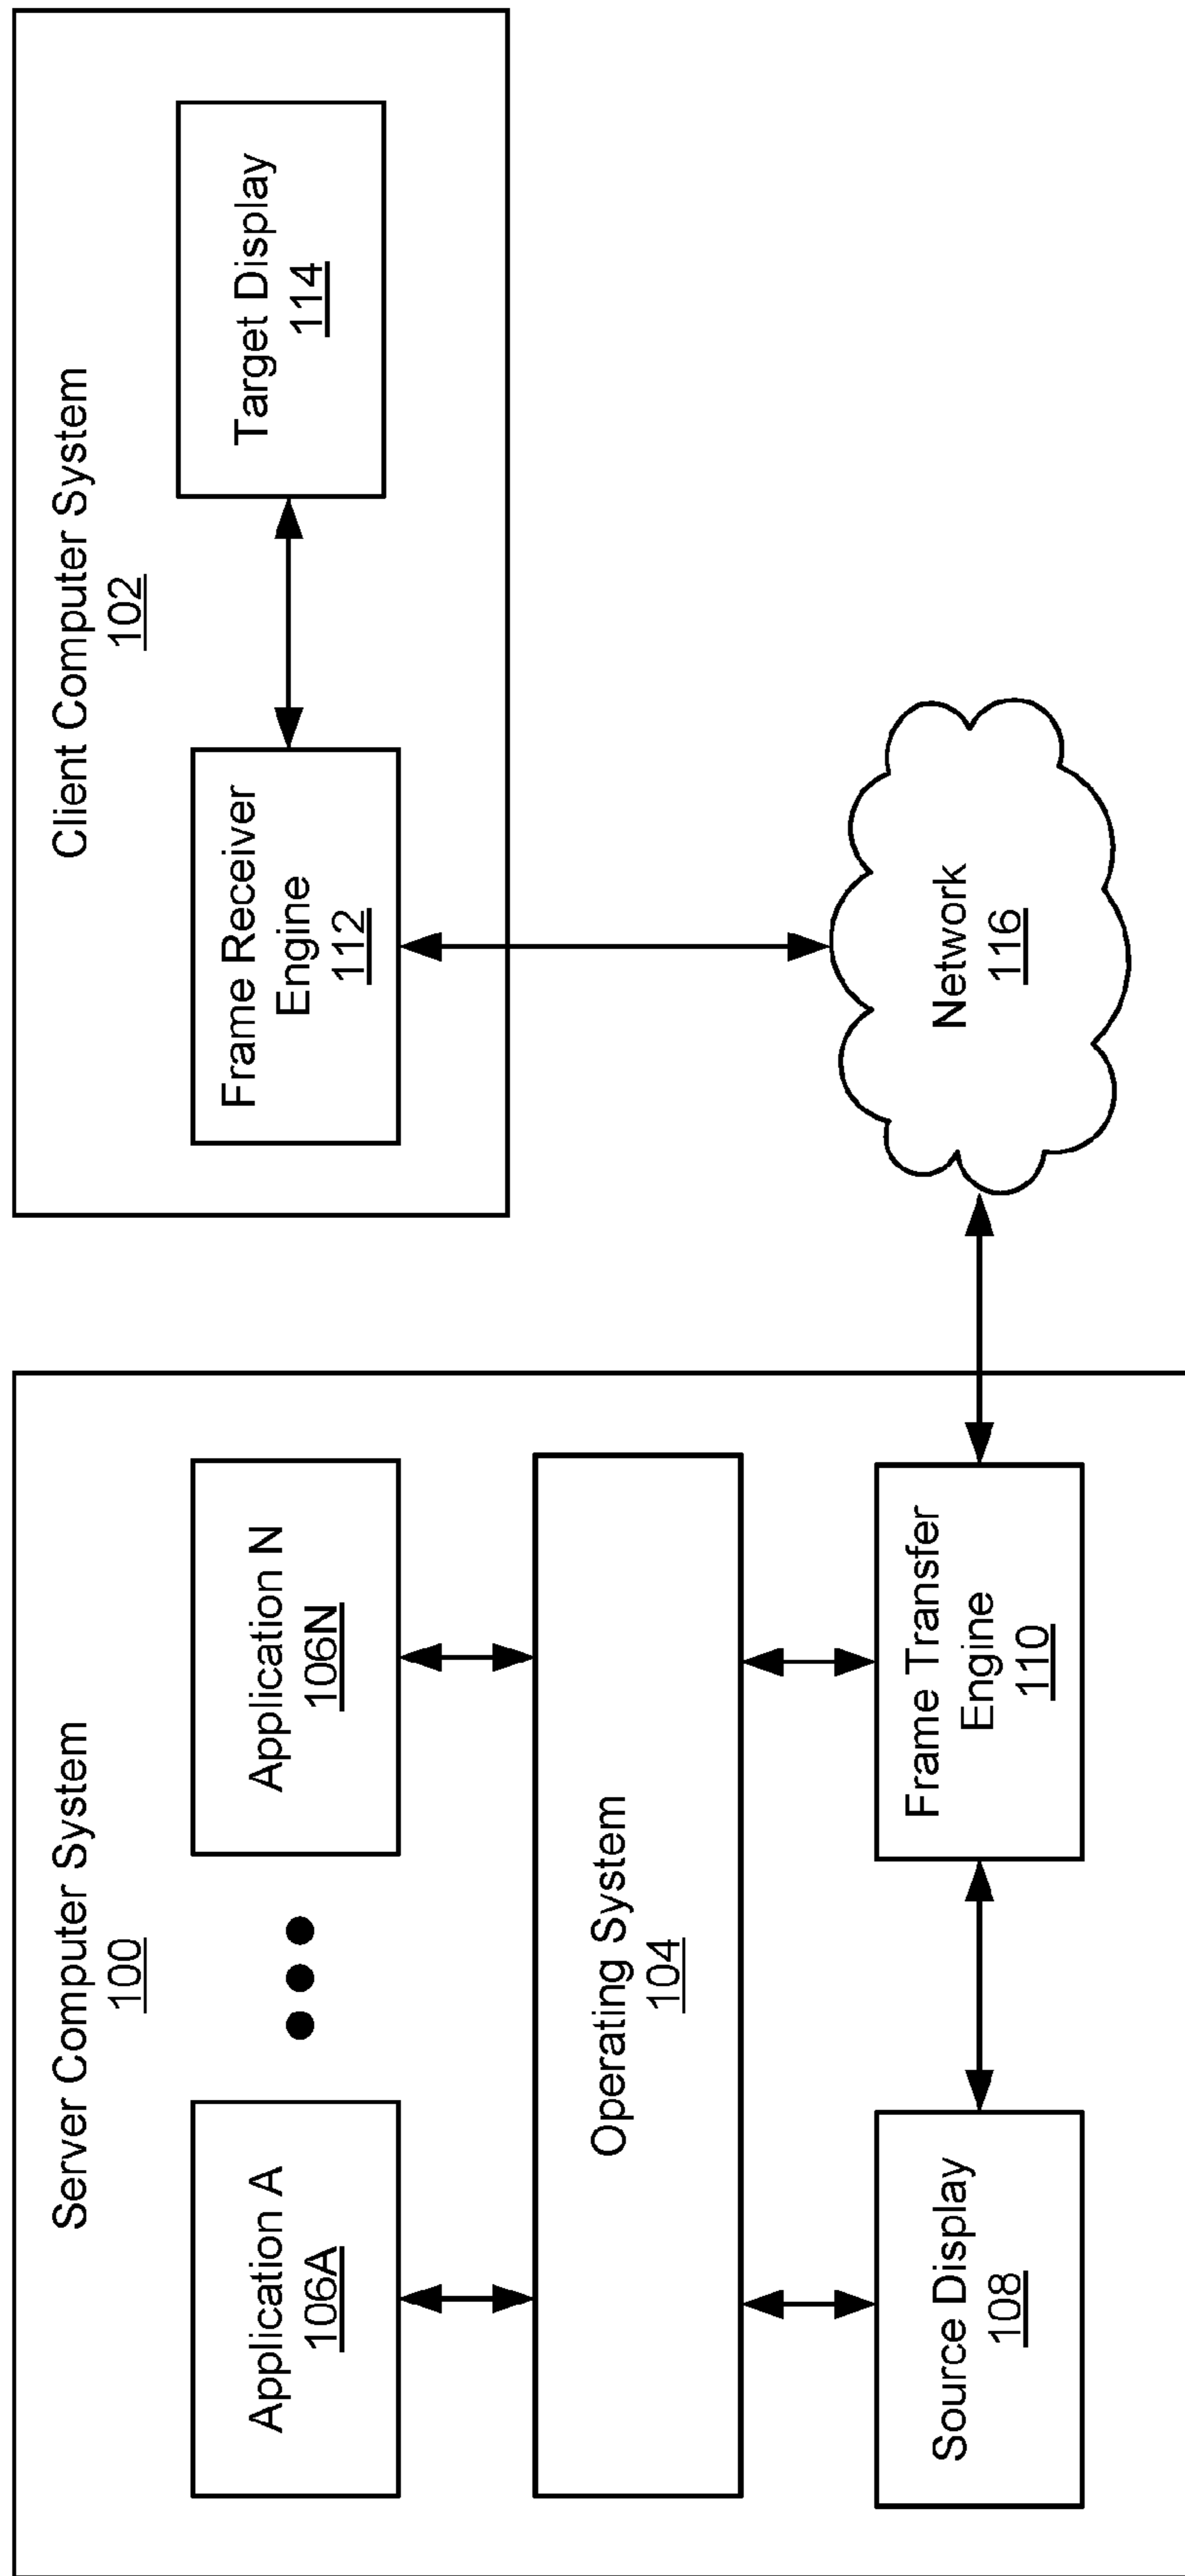 Server Computer System
100
Application A
106A
Application N
106N
Operating System
104
Source Display
108
Frame Transfer
Engine
110
Client Computer System
102
Frame Receiver
Engine
112
Target Display
114
Network
116